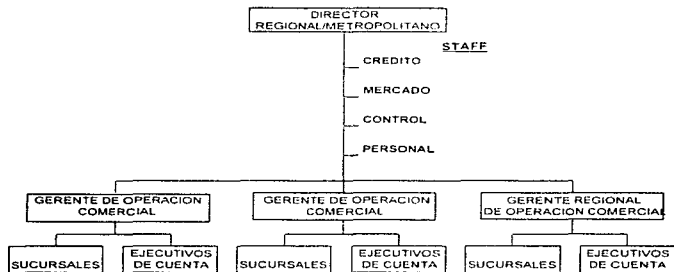 DIRECTOR
REGIONAL/METROPOLITANO
STAFF
CREDITO
MERCADO
CONTROL
PERSONAL
GERENTE DE OPERACION
COMERCIAL
GERENTE DE OPERACION
COMERCIAL
GERENTE REGIONAL
DE OPERACION COMERCIAL
SUCURSALES
EJECUTIVOS
DE CUENTA
SUCURSALES
EJECUTIVOS
DE CUENTA
SUCURSALES
EJECUTIVOS
DE CUENTA